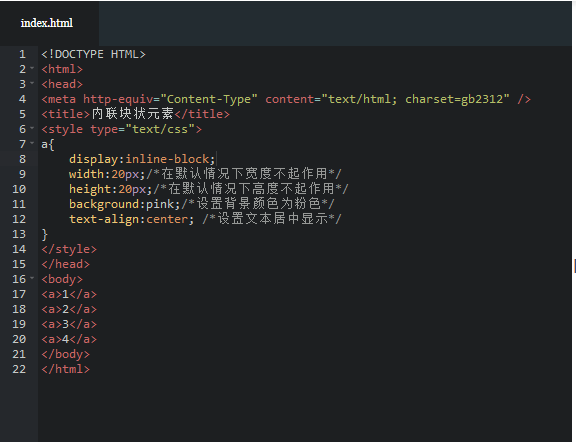 index.html
1 <!DOCTYPE HTML>
2 <html>
3 <head>
4 <meta http-equiv="Content-Type" content="text/html; charset=gb2312" />
5 <title>内联块状元素</title>
6 <style type="text/css">
7 a{
8     display:inline-block;
9     width:20px;/*在默认情况下宽度不起作用*/
10     height:20px;/*在默认情况下高度不起作用*/
11     background:pink;/*设置背景颜色为粉色*/
12     text-align:center; /*设置文本居中显示*/
13 }
14 </style>
15 </head>
16 <body>
17 <a>1</a>
18 <a>2</a>
19 <a>3</a>
20 <a>4</a>
21 </body>
22 </html>